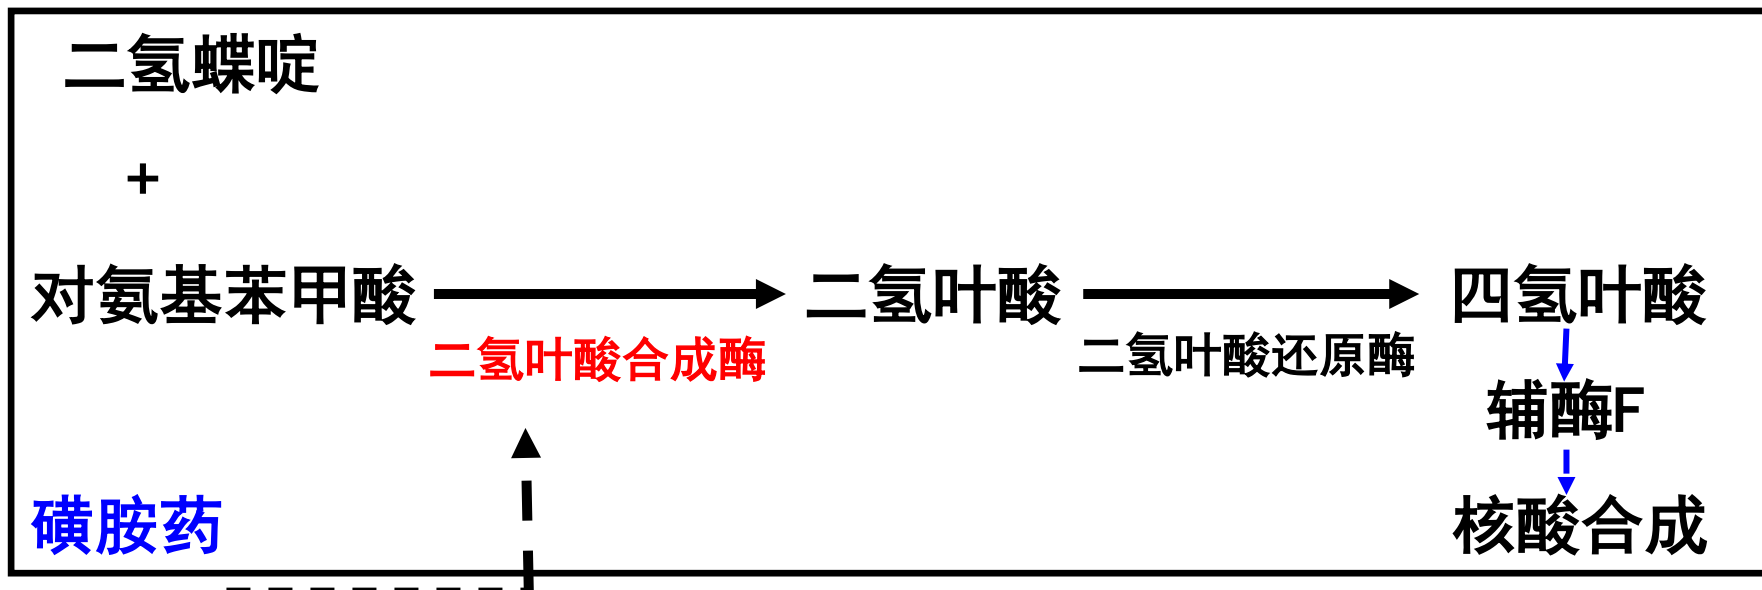 二氢蝶啶
+
对氨基苯甲酸
二氢叶酸
四氢叶酸
二氢叶酸合成酶
二氢叶酸还原酶
辅酶F
磺胺药
核酸合成